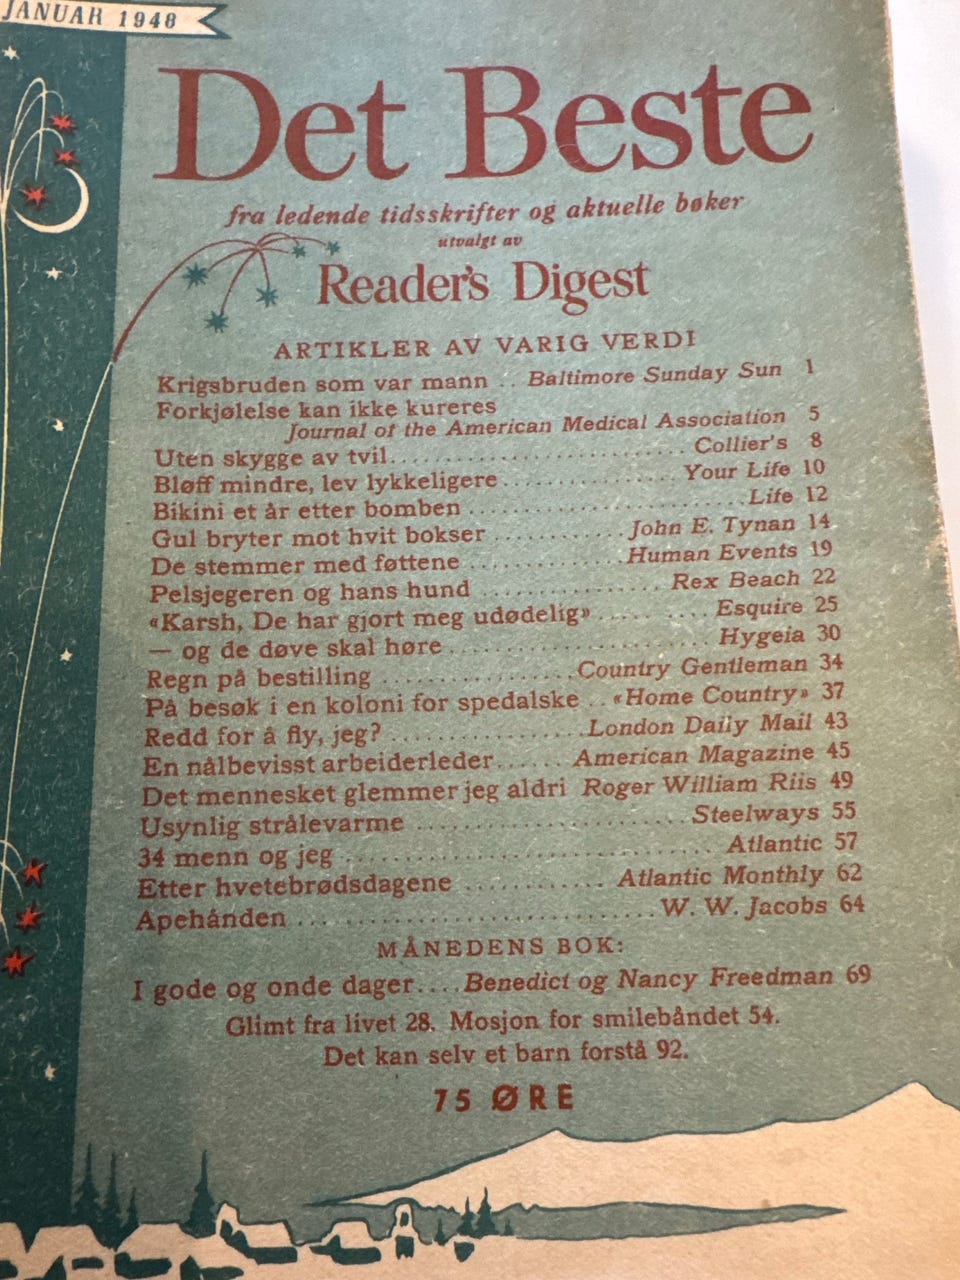 JANUAR 1948
Det Beste
fra ledende tidsskrifter og aktuelle bøker
utvalgt av
Reader's Digest
ARTIKLER AV VARIG VERDI
Krigsbruden som var mann .. Baltimore Sunday Sun 1
Forkjølelse kan ikke kureres
Journal of the American Medical Association 5
Uten skygge av tvil.............................. Collier's 8
Bløff mindre, lev lykkeligere ................. Your Life 10
Bikini et år etter bomben ........................... Life 12
Gul bryter mot hvit bokser ............ John E. Tynan 14
De stemmer med føttene ............... Human Events 19
Pelsjegeren og hans hund ................... Rex Beach 22
«Karsh, De har gjort meg udødelig» ........... Esquire 25
— og de døve skal høre ......................... Hygeia 30
Regn på bestilling ................... Country Gentleman 34
På besøk i en koloni for spedalske .. «Home Country» 37
Redd for å fly, jeg? ................. London Daily Mail 43
En nålbevisst arbeiderleder...... American Magazine 45
Det mennesket glemmer jeg aldri Roger William Riis 49
Usynlig strålevarme ......................... Steelways 55
34 menn og jeg ................................ Atlantic 57
Etter hvetebrødsdagene ............ Atlantic Monthly 62
Apehånden ................................ W. W. Jacobs 64
MÅNEDENS BOK:
I gode og onde dager.... Benedict og Nancy Freedman 69
Glimt fra livet 28. Mosjon for smilebåndet 54.
Det kan selv et barn forstå 92.
75 ØRE